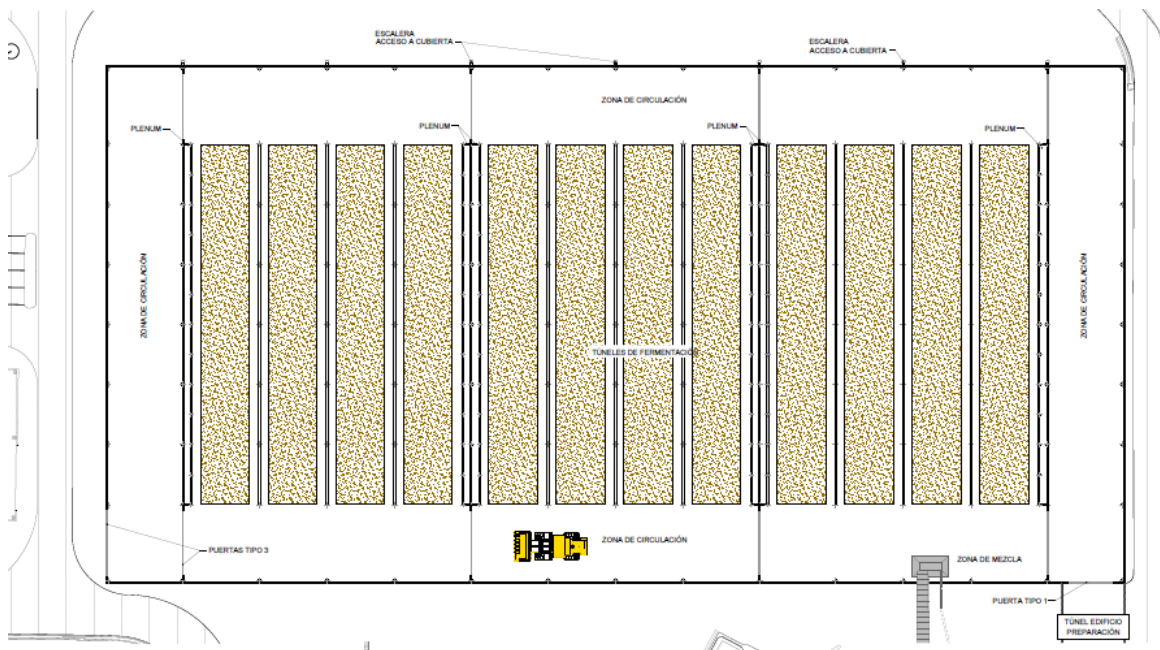 ESCALERA
ACCESO A CUBIERTA
ESCALERA
ACCESO A CUBIERTA
ZONA DE CIRCULACIÓN
PLENUM
PLENUM
PLENUM
PLENUM
ZONA DE CIRCULACIÓN
ZONA DE CIRCULACIÓN
TÚNELES DE FERMENTACIÓN
PUERTAS TIPO 3
ZONA DE CIRCULACIÓN
ZONA DE MEZCLA
PUERTA TIPO 1
TÚNEL EDIFICIO
PREPARACIÓN